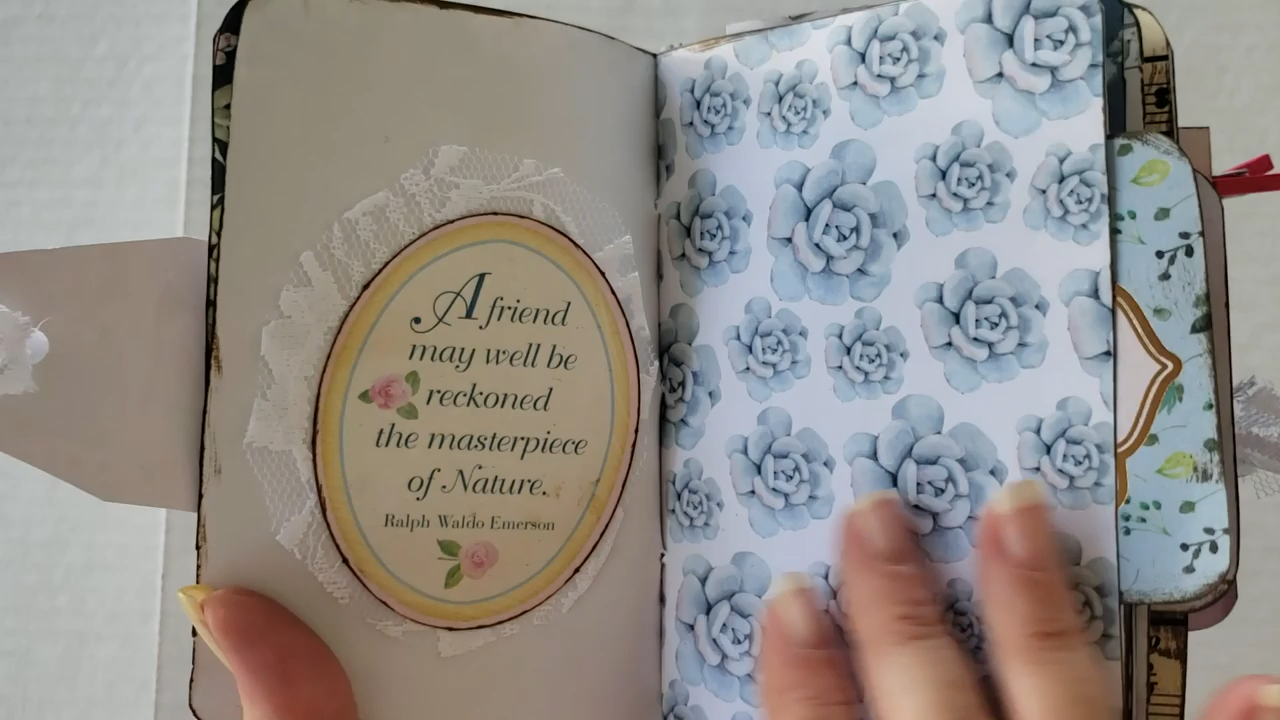 A friend
may well be
reckoned
the masterpiece
of Nature.
Ralph Waldo Emerson